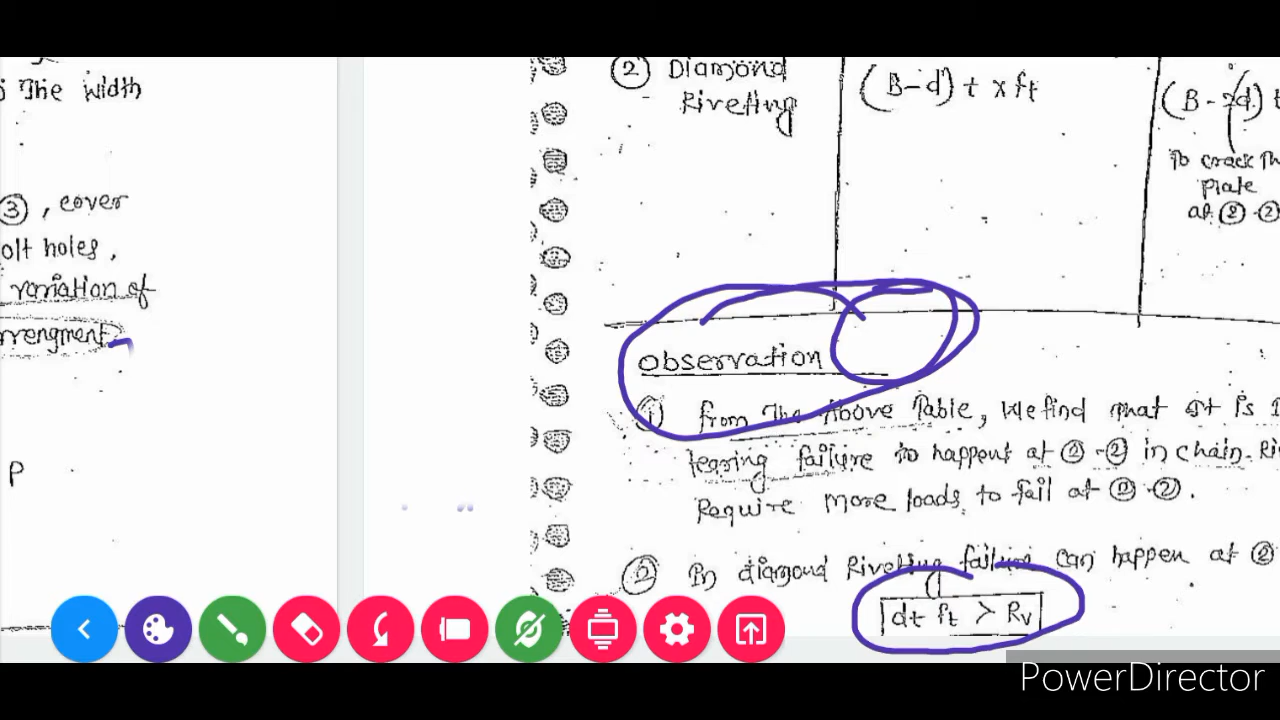 The width
③, cover
olt holes,
variation of
rrengment
P
② Diamond
Riveting
(B-d) t x ft
(B-2d) t
To crack Th
plate
at ② -②
observation
① from The Above Table, we find that it is
tearing failure to happent at ② -② in chain. Ri
Require more loads, to fail at ② -②.
② In diamond Riveting failure can happen at ②
dt ft > Rv
PowerDirector